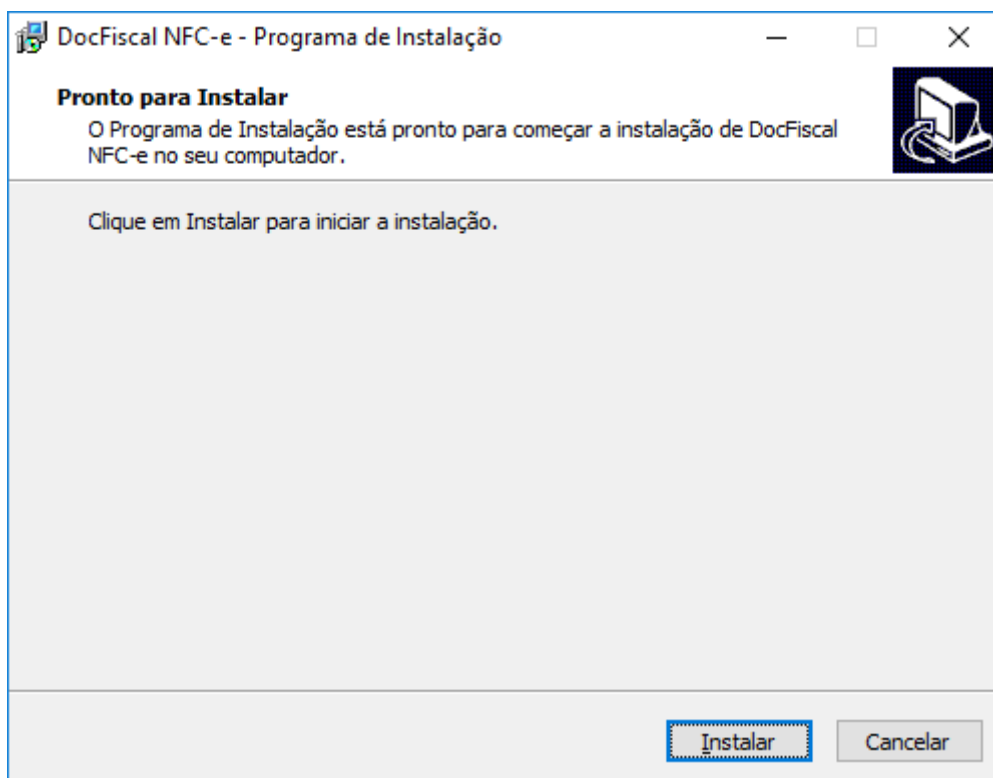 DocFiscal NFC-e - Programa de Instalação
Pronto para Instalar
O Programa de Instalação está pronto para começar a instalação de DocFiscal
NFC-e no seu computador.
Clique em Instalar para iniciar a instalação.
Instalar
Cancelar